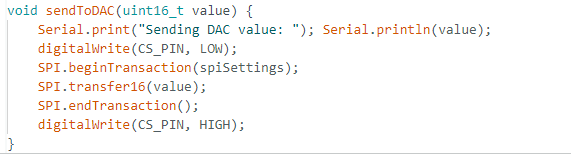 void sendToDAC(uint16_t value) {
    Serial.print("Sending DAC value: "); Serial.println(value);
    digitalWrite(CS_PIN, LOW);
    SPI.beginTransaction(spiSettings);
    SPI.transfer16(value);
    SPI.endTransaction();
    digitalWrite(CS_PIN, HIGH);
}